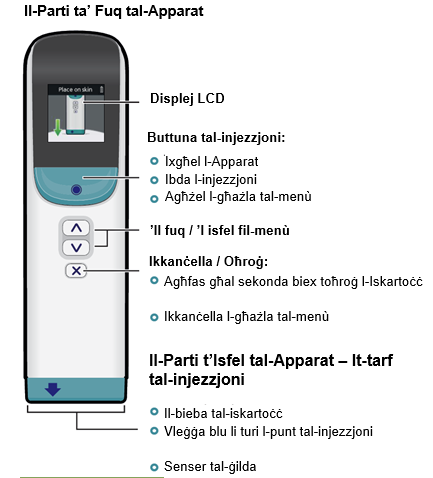 Il-Parti ta’ Fuq tal-Apparat
Place on skin
Displej LCD
Buttuna tal-injezzjoni:
Ixgħel l-Apparat
Ibda l-injezzjoni
Agħżel l-għażla tal-menù
’Il fuq / ’l isfel fil-menù
Ikkanċella / Oħroġ:
Agħfas għal sekonda biex toħroġ l-Iskartoċċ
Ikkanċella l-għażla tal-menù
Il-Parti t’Isfel tal-Apparat – It-tarf
tal-injezzjoni
Il-bieba tal-iskartoċċ
Vleġġa blu li turi l-punt tal-injezzjoni
Senser tal-ġilda